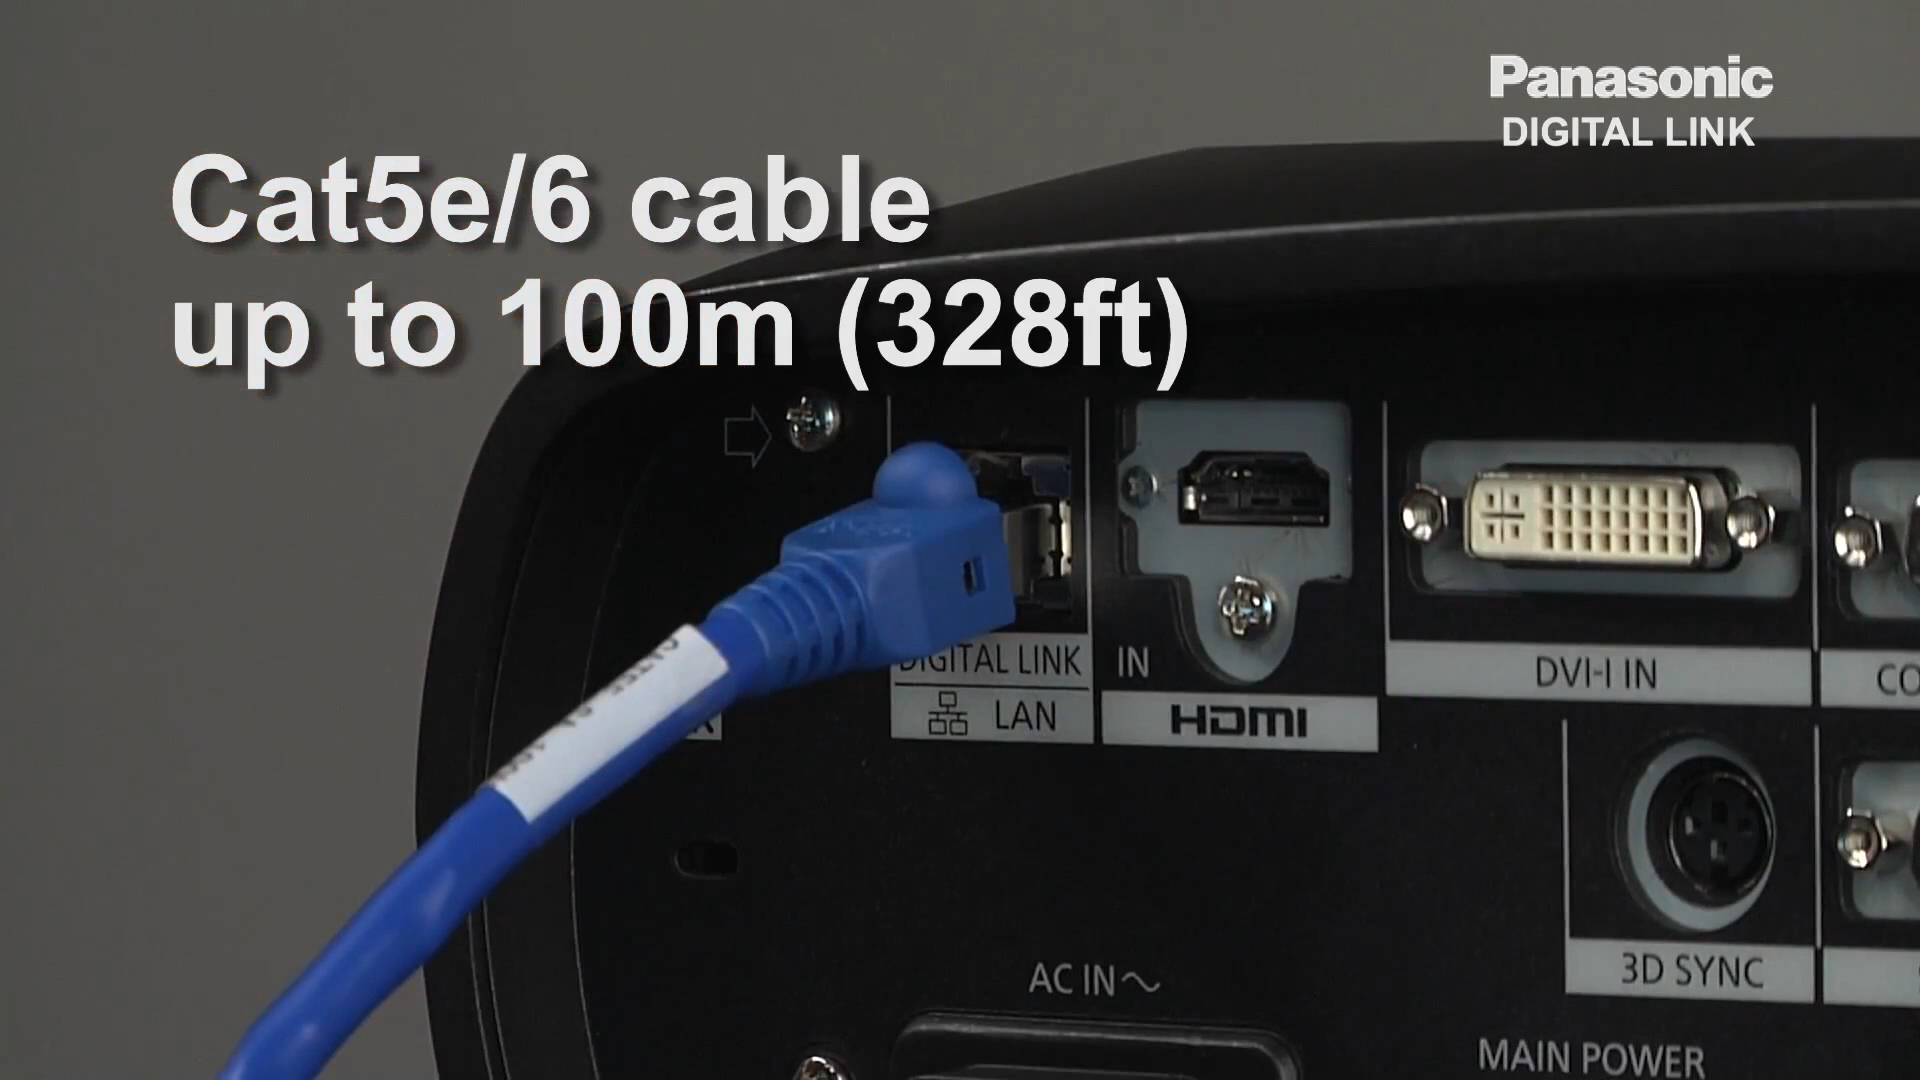 Panasonic
DIGITAL LINK
Cat5e/6 cable
up to 100m (328ft)
DIGITAL LINK
LAN
IN
HDMI
DVI-I IN
CO
3D SYNC
AC IN
MAIN POWER